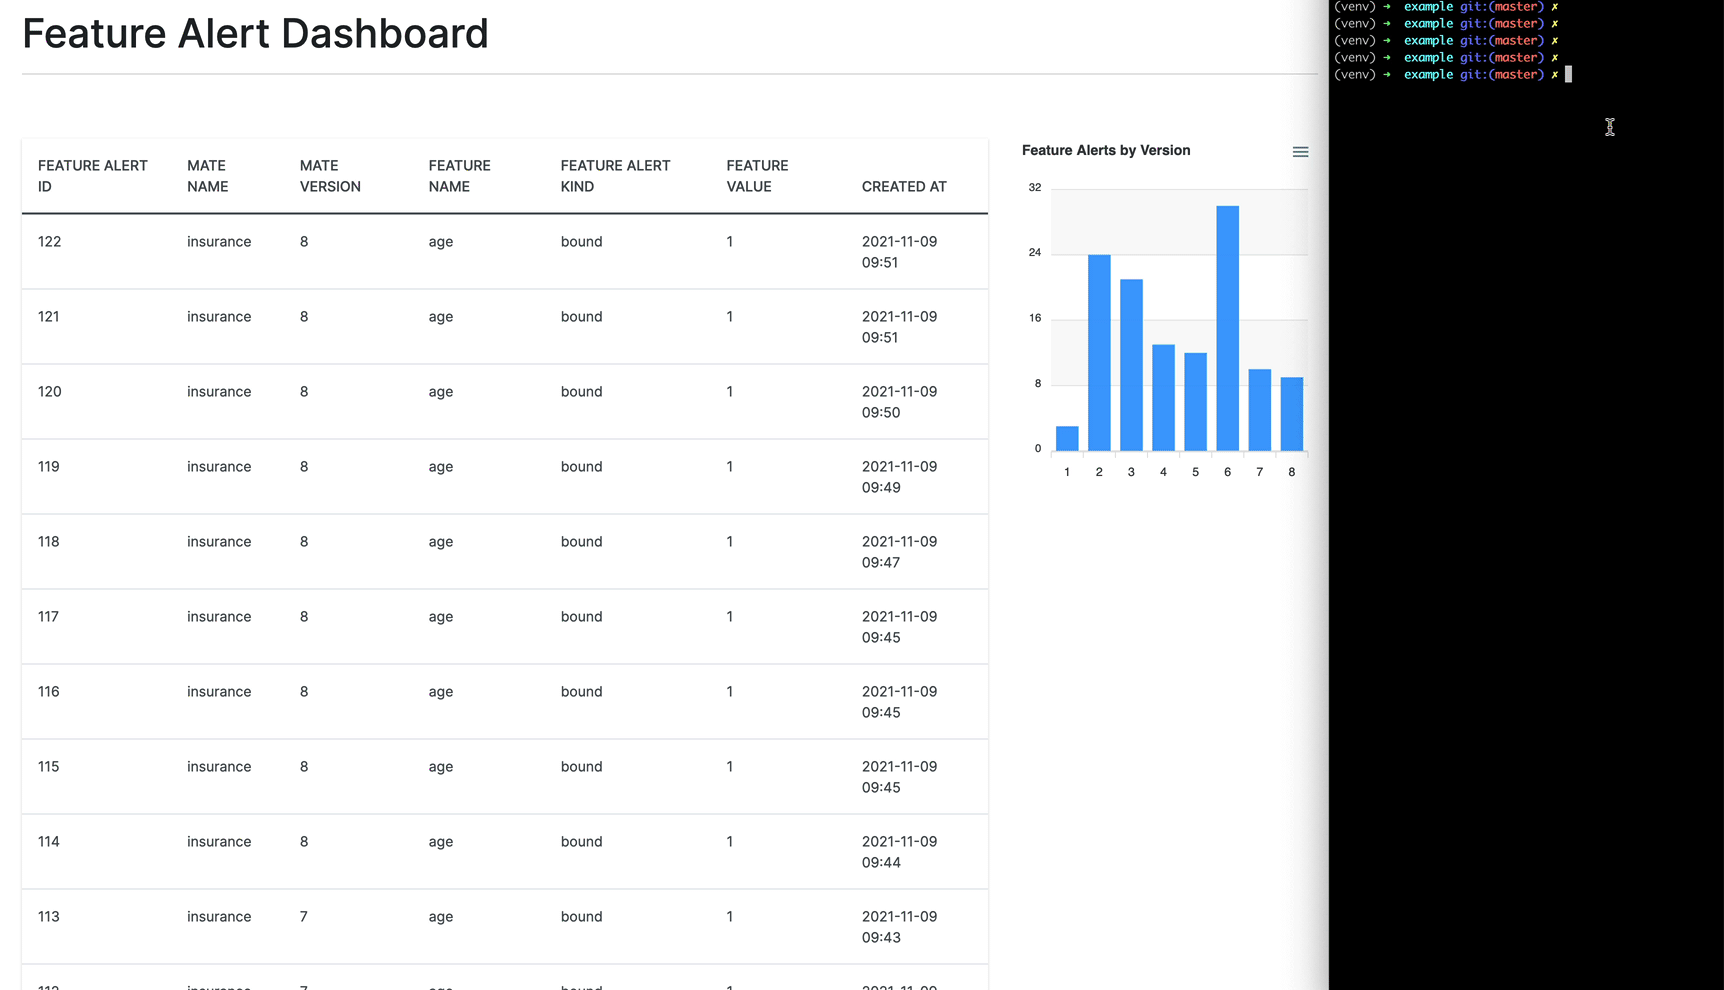 Feature Alert Dashboard
FEATURE ALERT ID MATE NAME MATE VERSION FEATURE NAME FEATURE ALERT KIND FEATURE VALUE CREATED AT
122 insurance 8 age bound 1 2021-11-09 09:51
121 insurance 8 age bound 1 2021-11-09 09:51
120 insurance 8 age bound 1 2021-11-09 09:50
119 insurance 8 age bound 1 2021-11-09 09:49
118 insurance 8 age bound 1 2021-11-09 09:47
117 insurance 8 age bound 1 2021-11-09 09:45
116 insurance 8 age bound 1 2021-11-09 09:45
115 insurance 8 age bound 1 2021-11-09 09:45
114 insurance 8 age bound 1 2021-11-09 09:44
113 insurance 7 age bound 1 2021-11-09 09:43
Feature Alerts by Version
32
24
16
8
0
1 2 3 4 5 6 7 8
(venv) → example git:(master) ✗
(venv) → example git:(master) ✗
(venv) → example git:(master) ✗
(venv) → example git:(master) ✗
(venv) → example git:(master) ✗